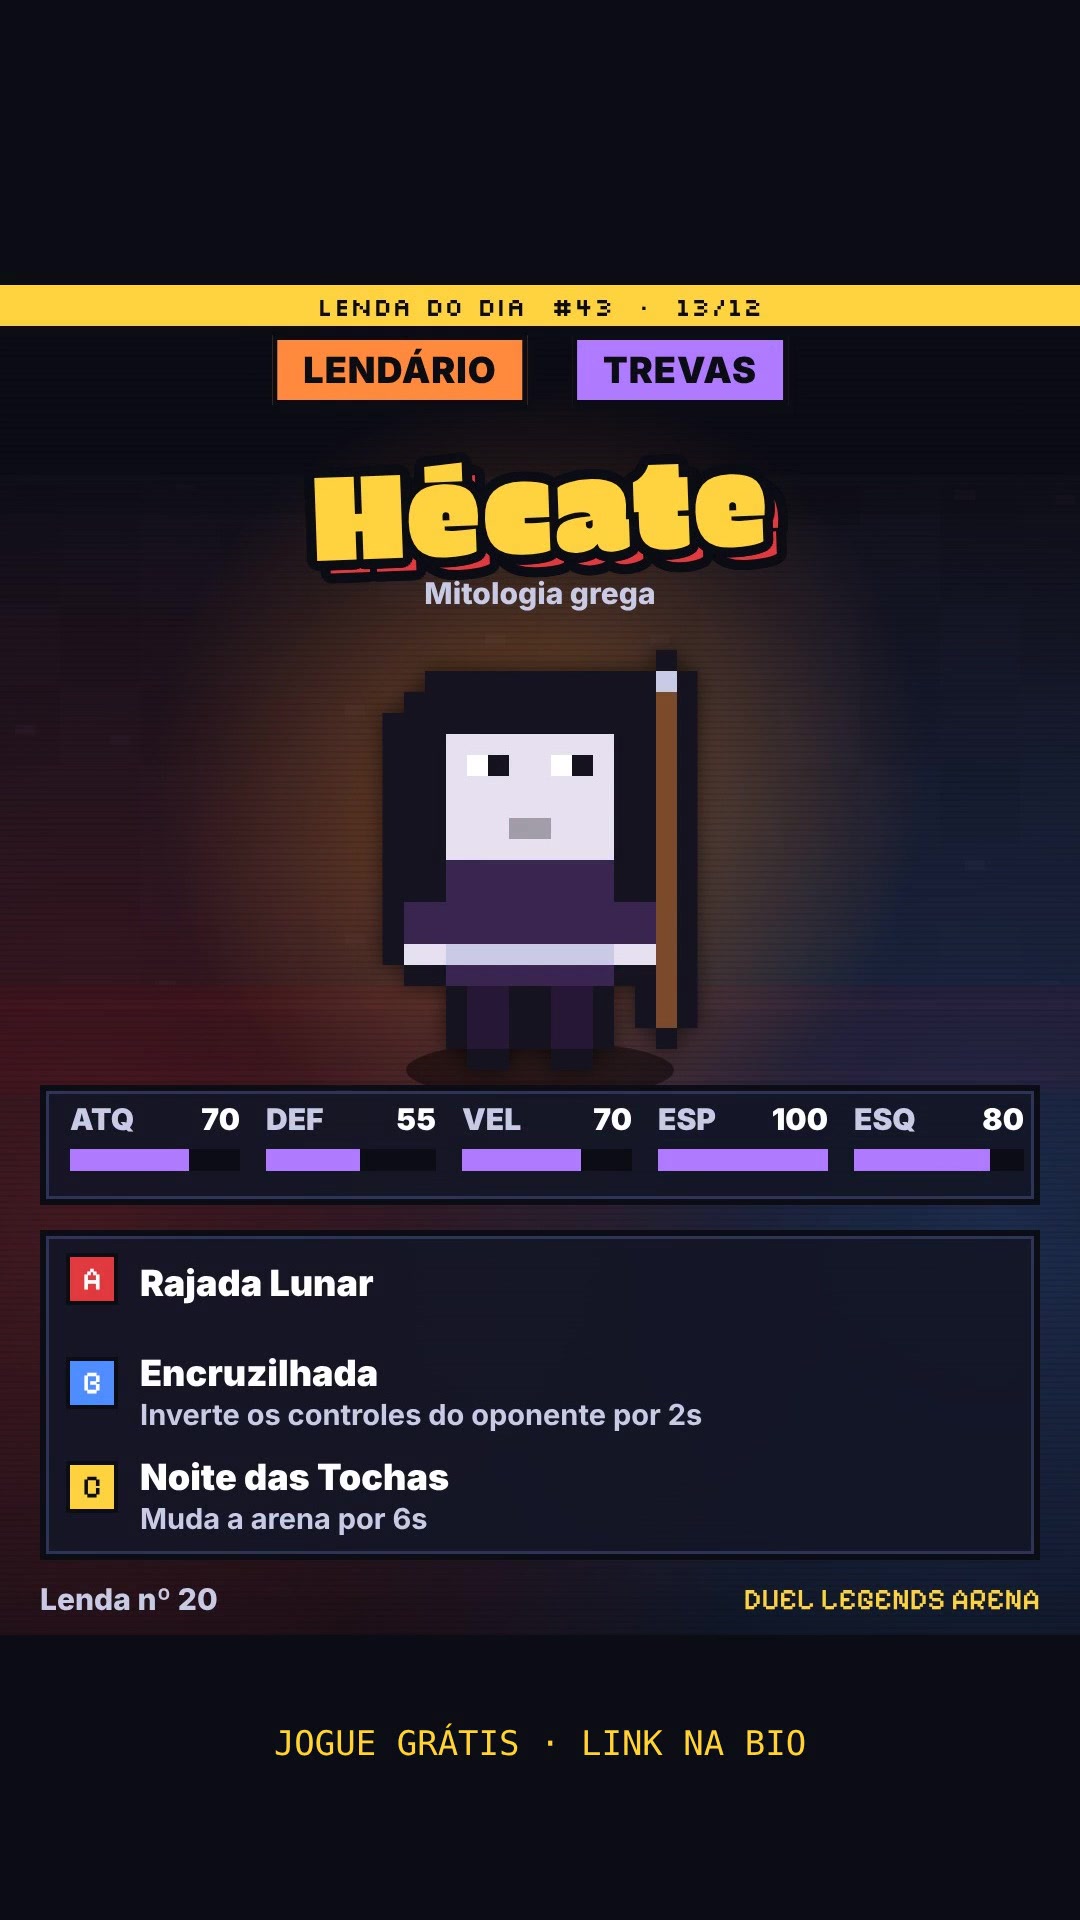 LENDA DO DIA #43 · 13/12
LENDÁRIO TREVAS
Hécate
Mitologia grega
ATQ 70 DEF 55 VEL 70 ESP 100 ESQ 80
A Rajada Lunar
B Encruzilhada
Inverte os controles do oponente por 2s
C Noite das Tochas
Muda a arena por 6s
Lenda nº 20 DUEL LEGENDS ARENA
JOGUE GRÁTIS · LINK NA BIO